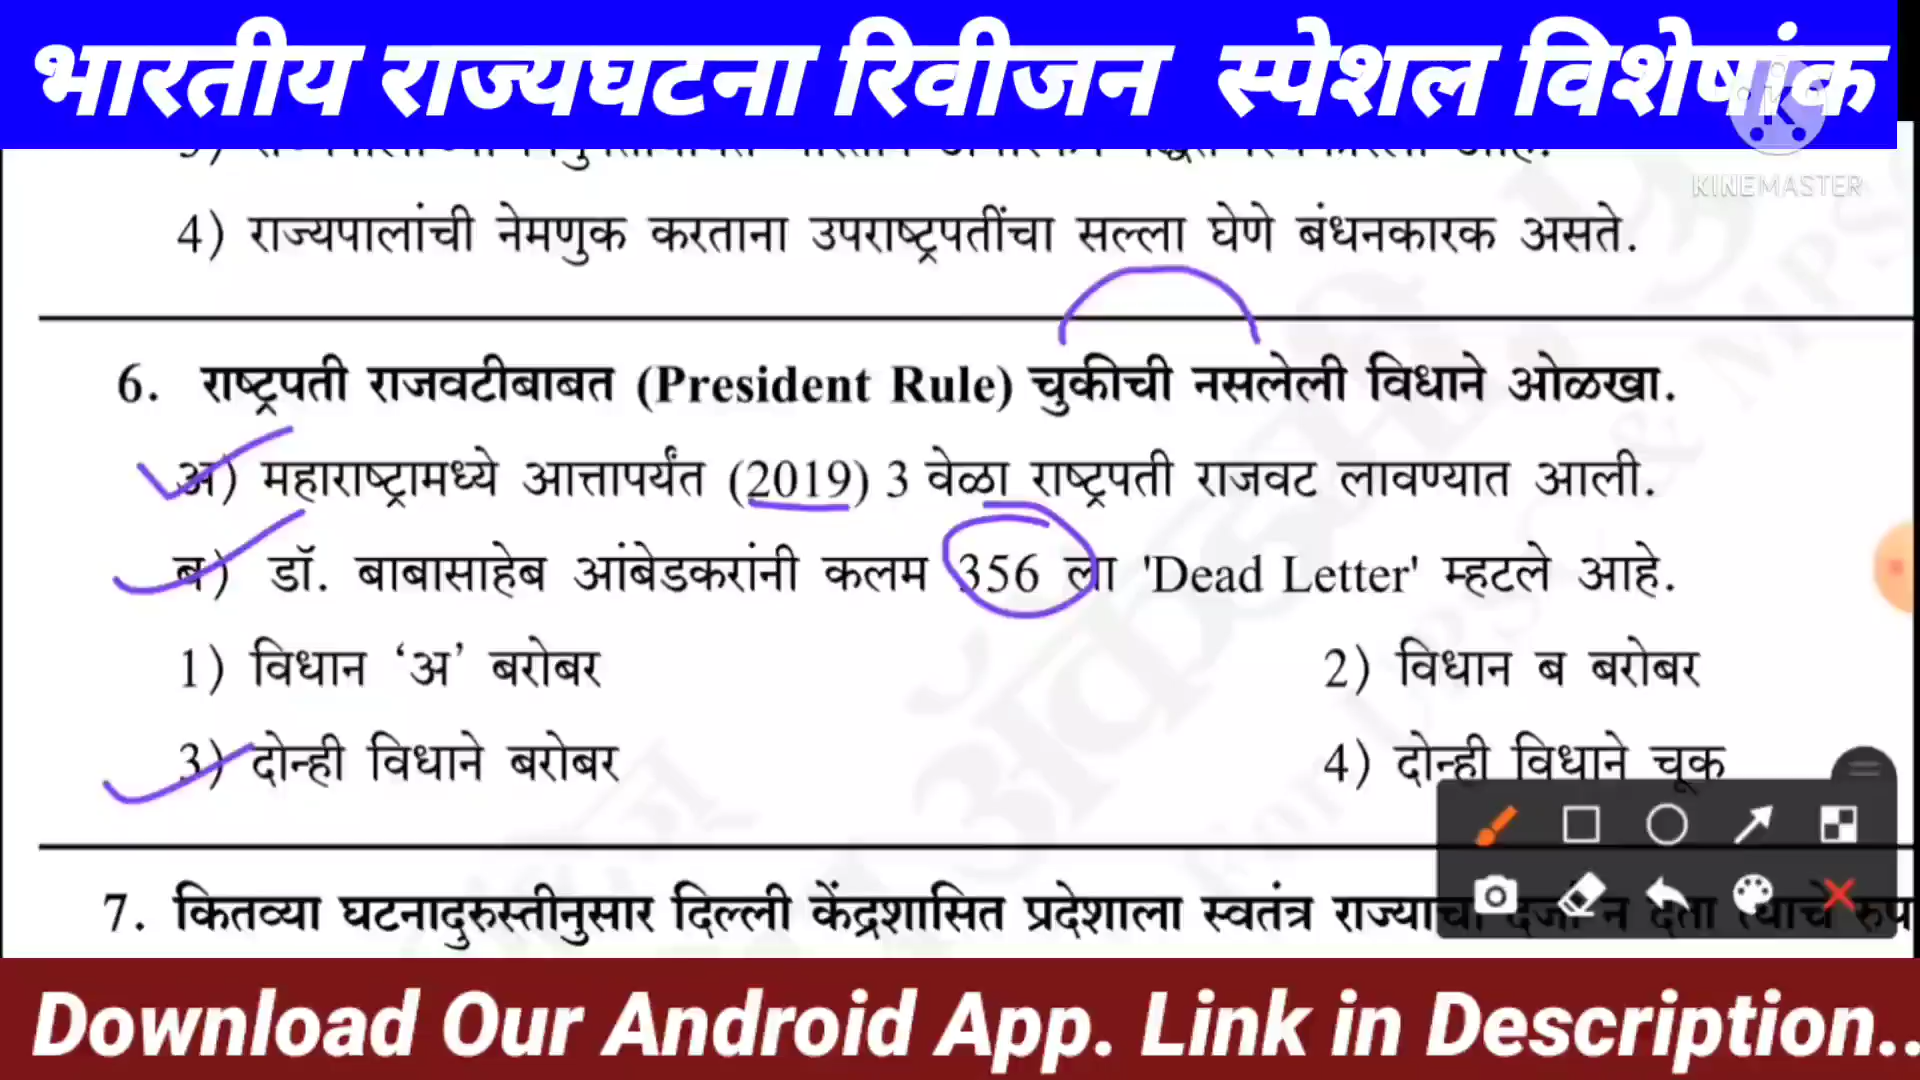 भारतीय राज्यघटना रिवीजन स्पेशल विशेषांक
KINEMASTER
4) राज्यपालांची नेमणुक करताना उपराष्ट्रपतींचा सल्ला घेणे बंधनकारक असते.
6. राष्ट्रपती राजवटीबाबत (President Rule) चुकीची नसलेली विधाने ओळखा.
अ) महाराष्ट्रामध्ये आत्तापर्यंत (2019) 3 वेळा राष्ट्रपती राजवट लावण्यात आली.
ब) डॉ. बाबासाहेब आंबेडकरांनी कलम 356 ला 'Dead Letter' म्हटले आहे.
1) विधान ‘अ’ बरोबर 2) विधान ब बरोबर
3) दोन्ही विधाने बरोबर 4) दोन्ही विधाने चूक
7. कितव्या घटनादुरुस्तीनुसार दिल्ली केंद्रशासित प्रदेशाला स्वतंत्र राज्याचा
Download Our Android App. Link in Description..